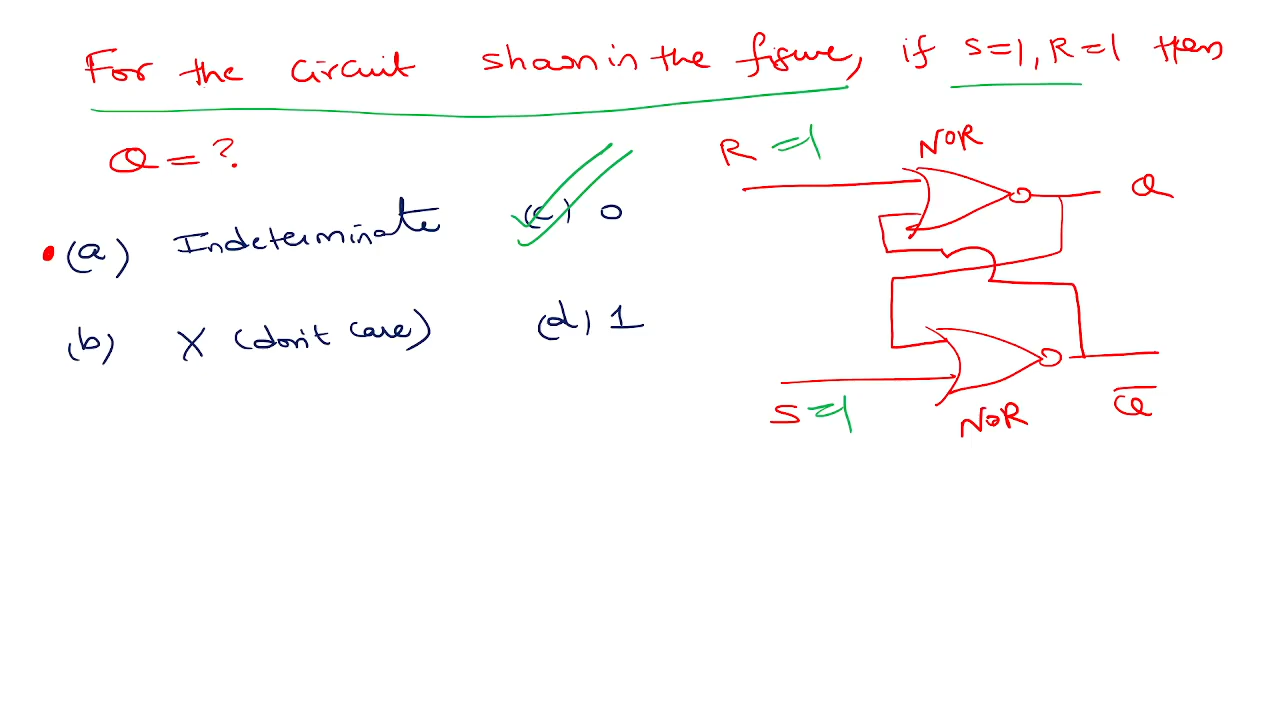 For the circuit shown in the figure, if S=1, R=1 then
Q = ?
(a) Indeterminate (c) 0
(b) X (don't care) (d) 1
R =1
NOR
Q
S =1
NOR
Q̅